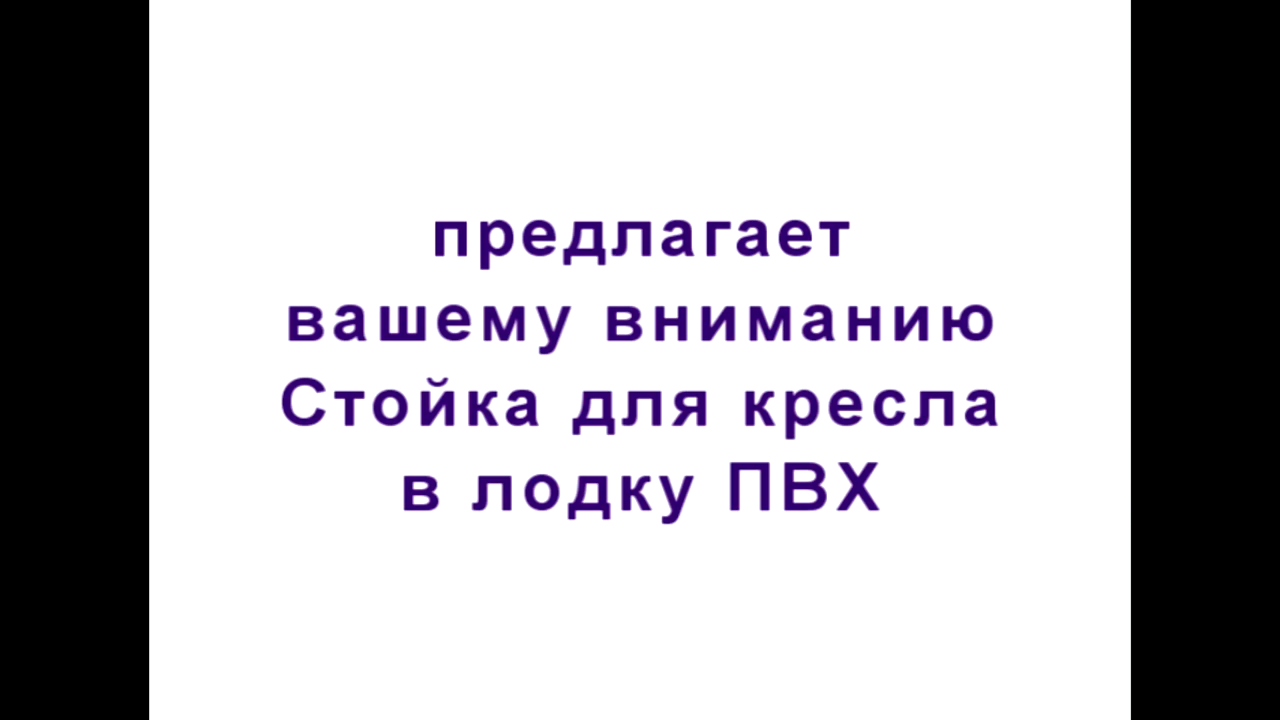 предлагает
вашему вниманию
Стойка для кресла
в лодку ПВХ